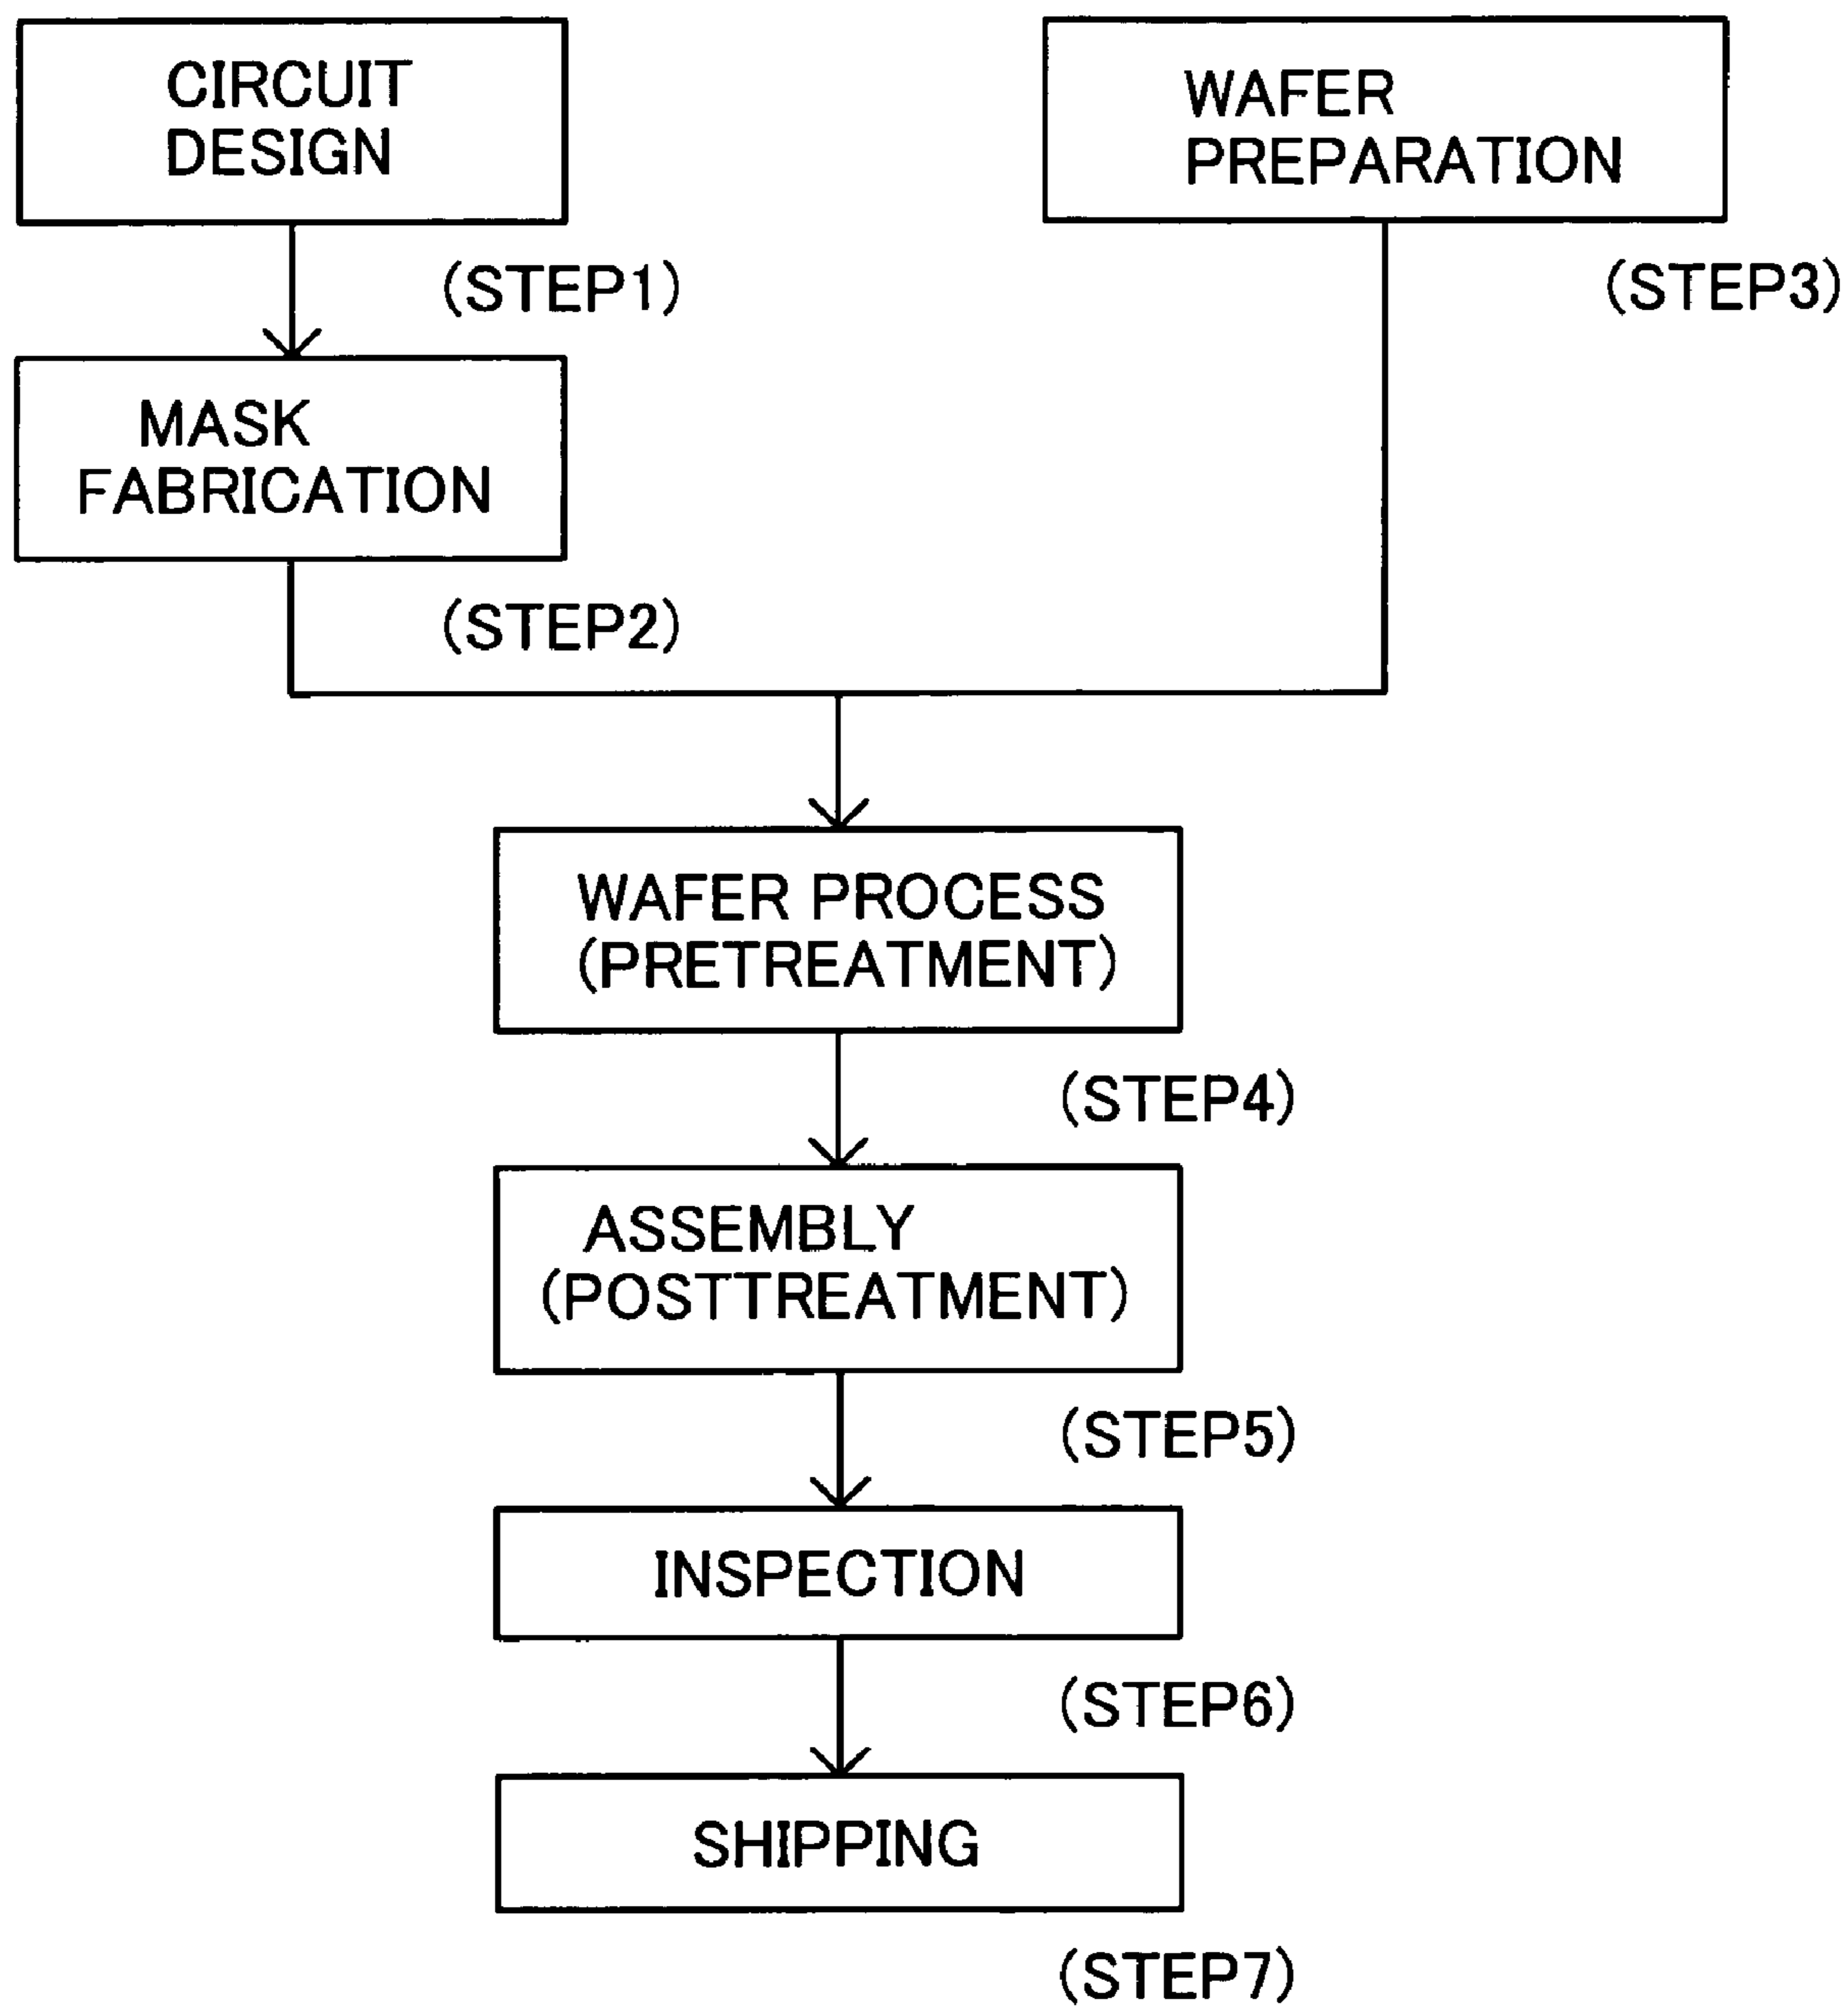 CIRCUIT
DESIGN
(STEP1)
MASK
FABRICATION
(STEP2)
WAFER
PREPARATION
(STEP3)
WAFER PROCESS
(PRETREATMENT)
(STEP4)
ASSEMBLY
(POSTTREATMENT)
(STEP5)
INSPECTION
(STEP6)
SHIPPING
(STEP7)